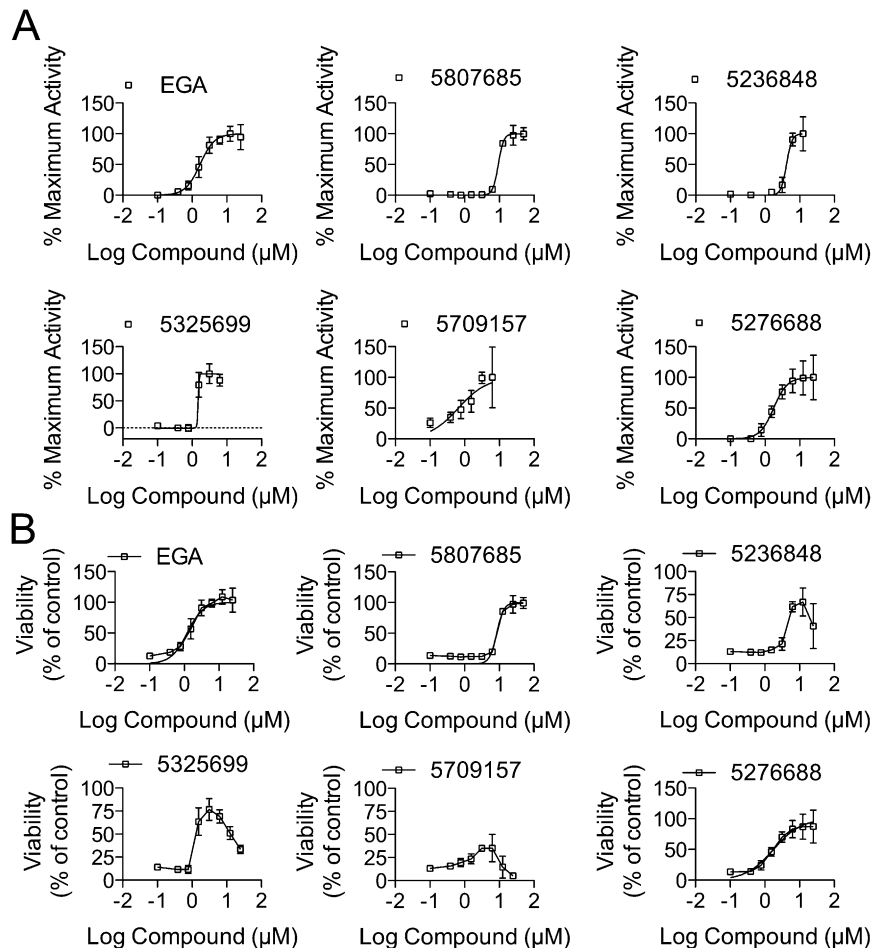 A
EGA
5807685
5236848
% Maximum Activity
150
100
50
0
-2 -1 0 1 2
Log Compound (µM)
% Maximum Activity
150
100
50
0
-2 -1 0 1 2
Log Compound (µM)
% Maximum Activity
150
100
50
0
-2 -1 0 1 2
Log Compound (µM)
5325699
5709157
5276688
% Maximum Activity
150
100
50
0
-2 -1 0 1 2
Log Compound (µM)
% Maximum Activity
150
100
50
0
-2 -1 0 1 2
Log Compound (µM)
% Maximum Activity
150
100
50
0
-2 -1 0 1 2
Log Compound (µM)
B
EGA
5807685
5236848
Viability
(% of control)
150
100
50
0
-2 -1 0 1 2
Log Compound (µM)
Viability
(% of control)
150
100
50
0
-2 -1 0 1 2
Log Compound (µM)
Viability
(% of control)
100
75
50
25
0
-2 -1 0 1 2
Log Compound (µM)
5325699
5709157
5276688
Viability
(% of control)
100
75
50
25
0
-2 -1 0 1 2
Log Compound (µM)
Viability
(% of control)
100
75
50
25
0
-2 -1 0 1 2
Log Compound (µM)
Viability
(% of control)
150
100
50
0
-2 -1 0 1 2
Log Compound (µM)